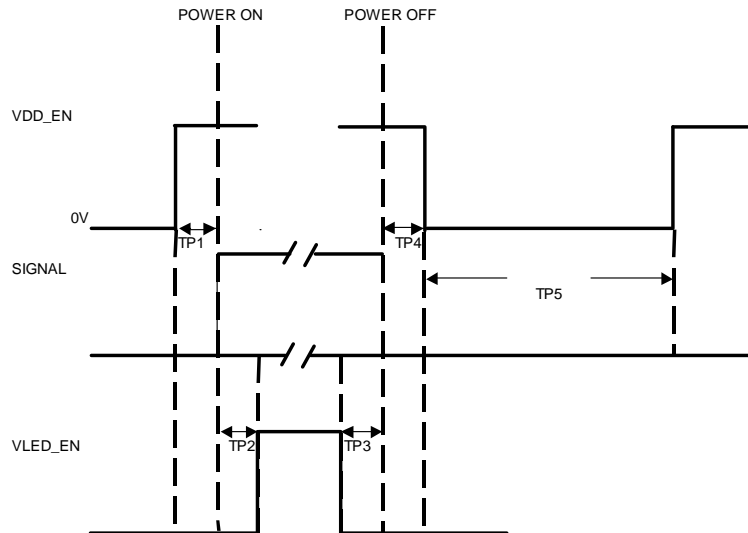 POWER ON
POWER OFF
VDD_EN
0V
TP1
TP4
SIGNAL
TP5
TP2
TP3
VLED_EN